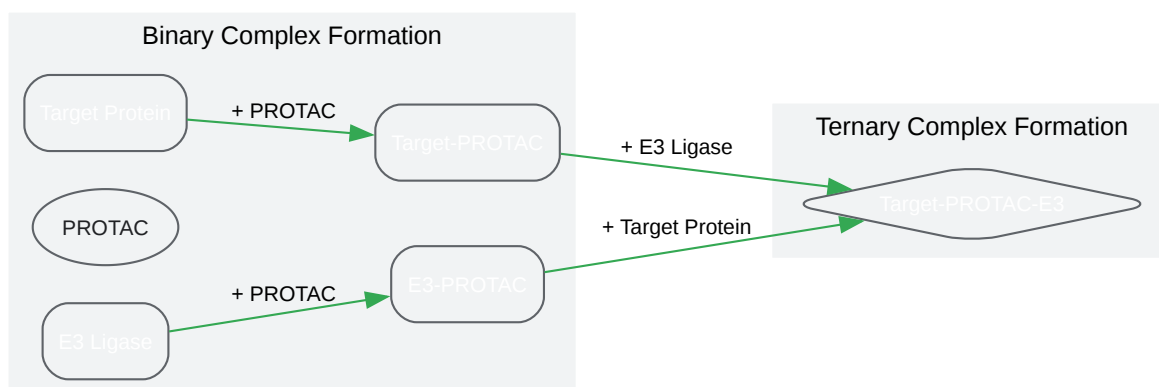 Binary Complex Formation
Target Protein
+ PROTAC
Target-PROTAC
+ E3 Ligase
Ternary Complex Formation
Target-PROTAC-E3
PROTAC
+ Target Protein
E3 Ligase
+ PROTAC
E3-PROTAC